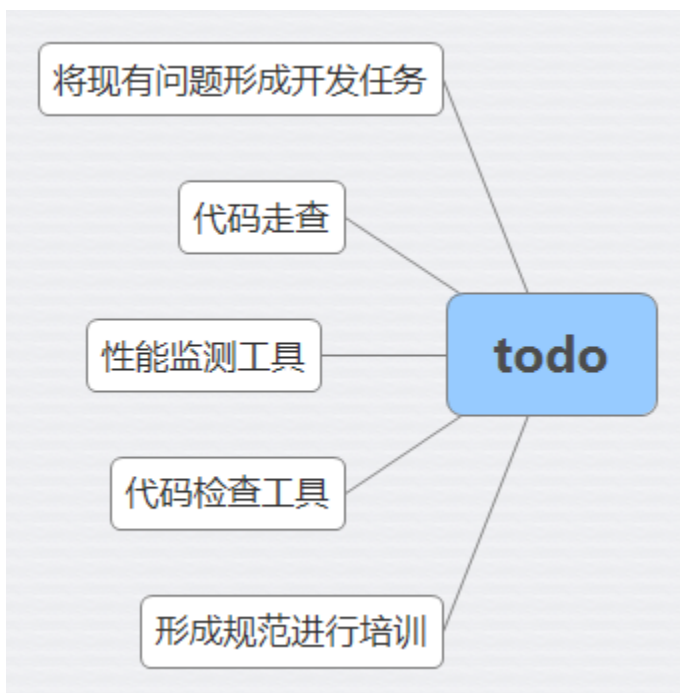 将现有问题形成开发任务
代码走查
性能监测工具
todo
代码检查工具
形成规范进行培训